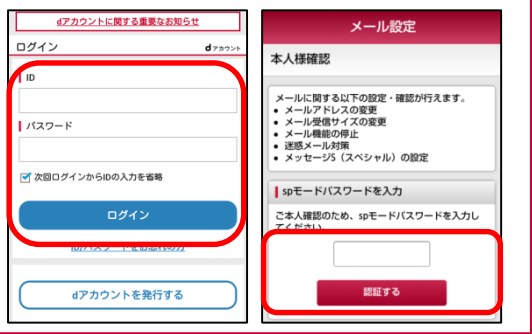 dアカウントに関する重要なお知らせ
ログイン
dアカウント
ID
パスワード
次回ログインからIDの入力を省略
ログイン
dアカウントを発行する
メール設定
本人様確認
メールに関する以下の設定・確認が行えます。
• メールアドレスの変更
• メール受信サイズの変更
• メール機能の停止
• 迷惑メール対策
• メッセージS（スペシャル）の設定
spモードパスワードを入力
ご本人確認のため、spモードパスワードを入力し
てください。
認証する